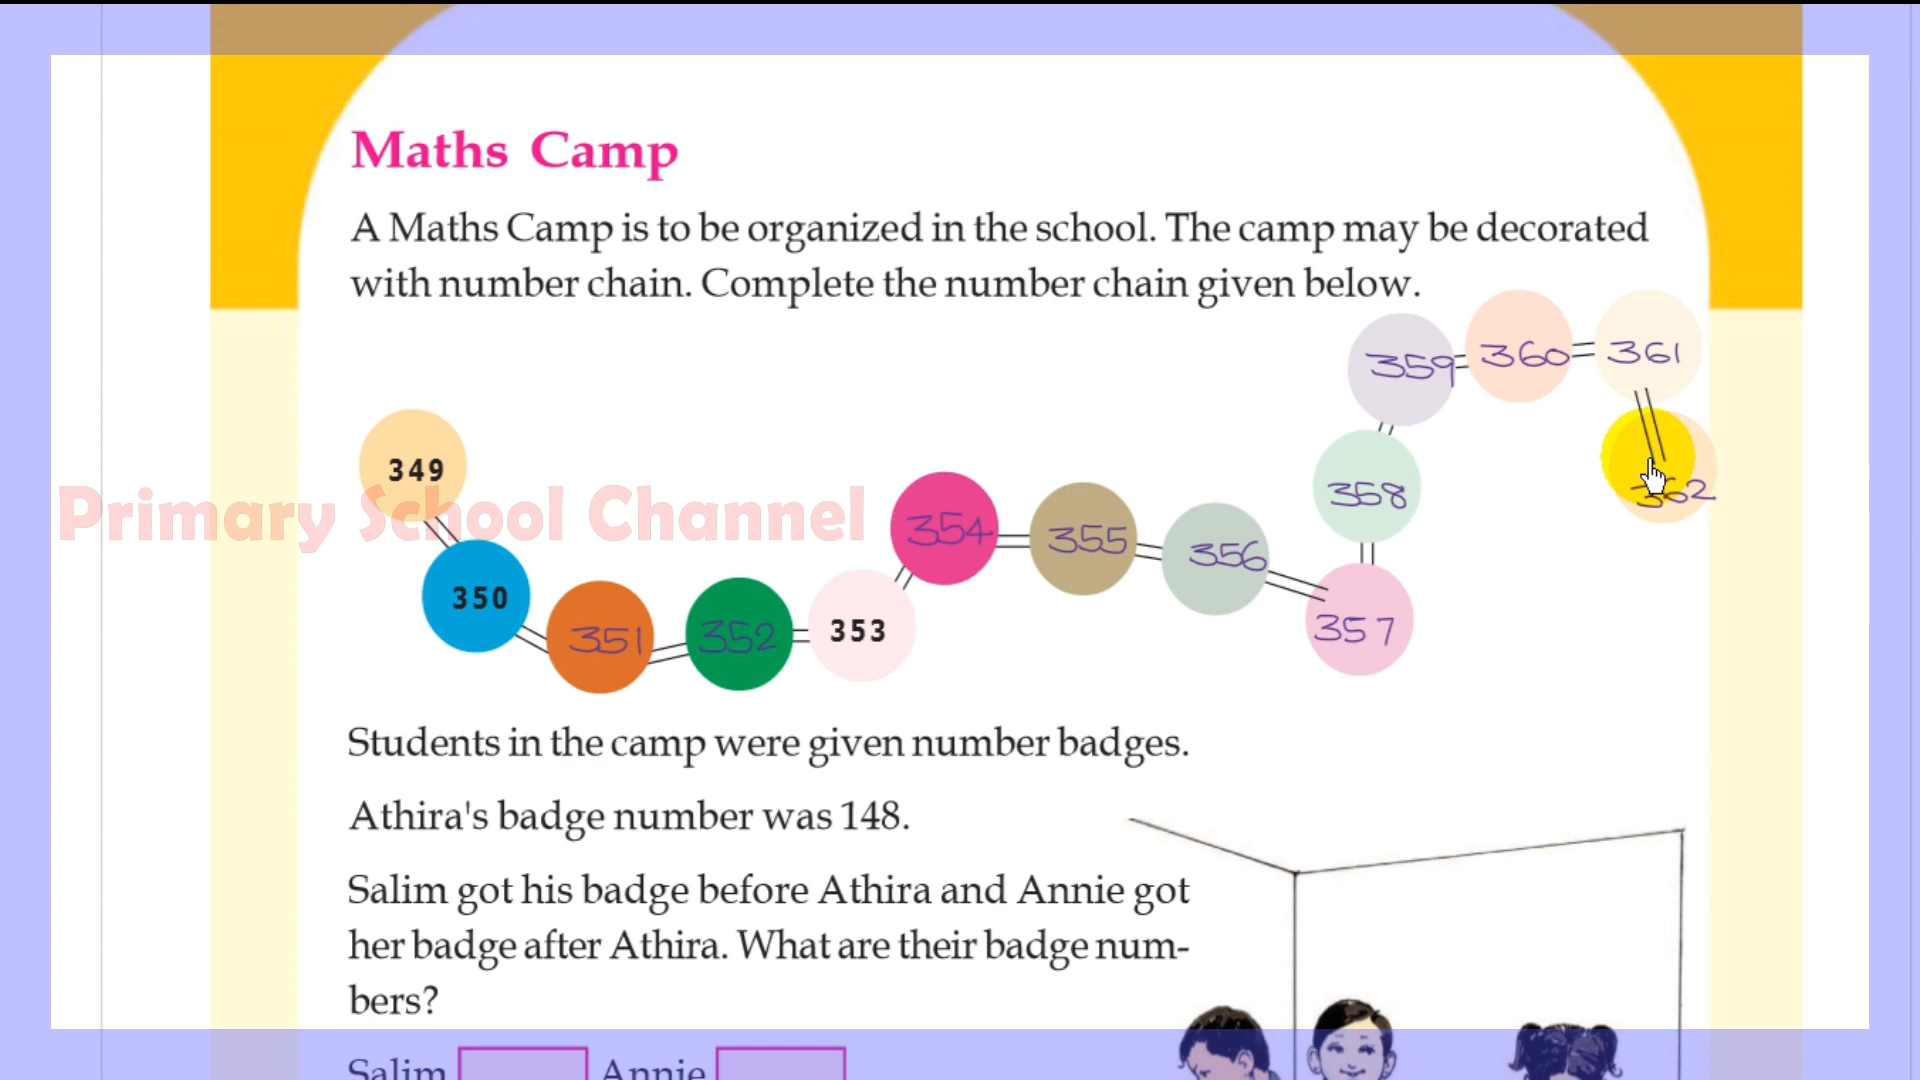 Maths Camp
A Maths Camp is to be organized in the school. The camp may be decorated
with number chain. Complete the number chain given below.
349
350
351
352
353
354
355
356
357
358
359
360
361
362
Primary School Channel
Students in the camp were given number badges.
Athira's badge number was 148.
Salim got his badge before Athira and Annie got
her badge after Athira. What are their badge num-
bers?
Salim Annie